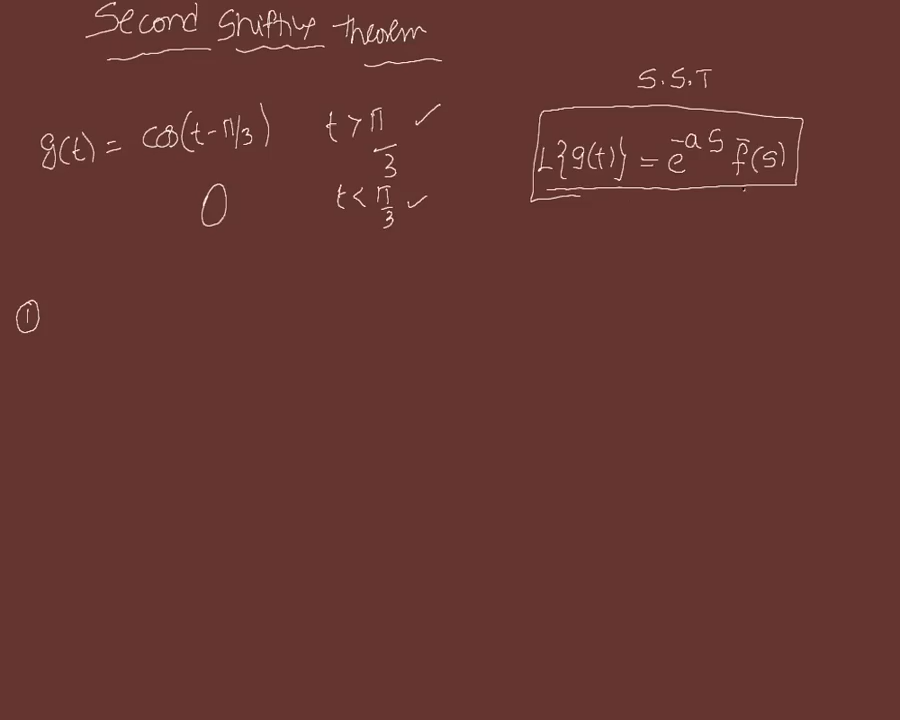 Second Shifting theorem
S.S.T
g(t) = cos(t-π/3) t > π/3 ✓
0 t < π/3 ✓
L{g(t)} = e^{-as} f̄(s)
①